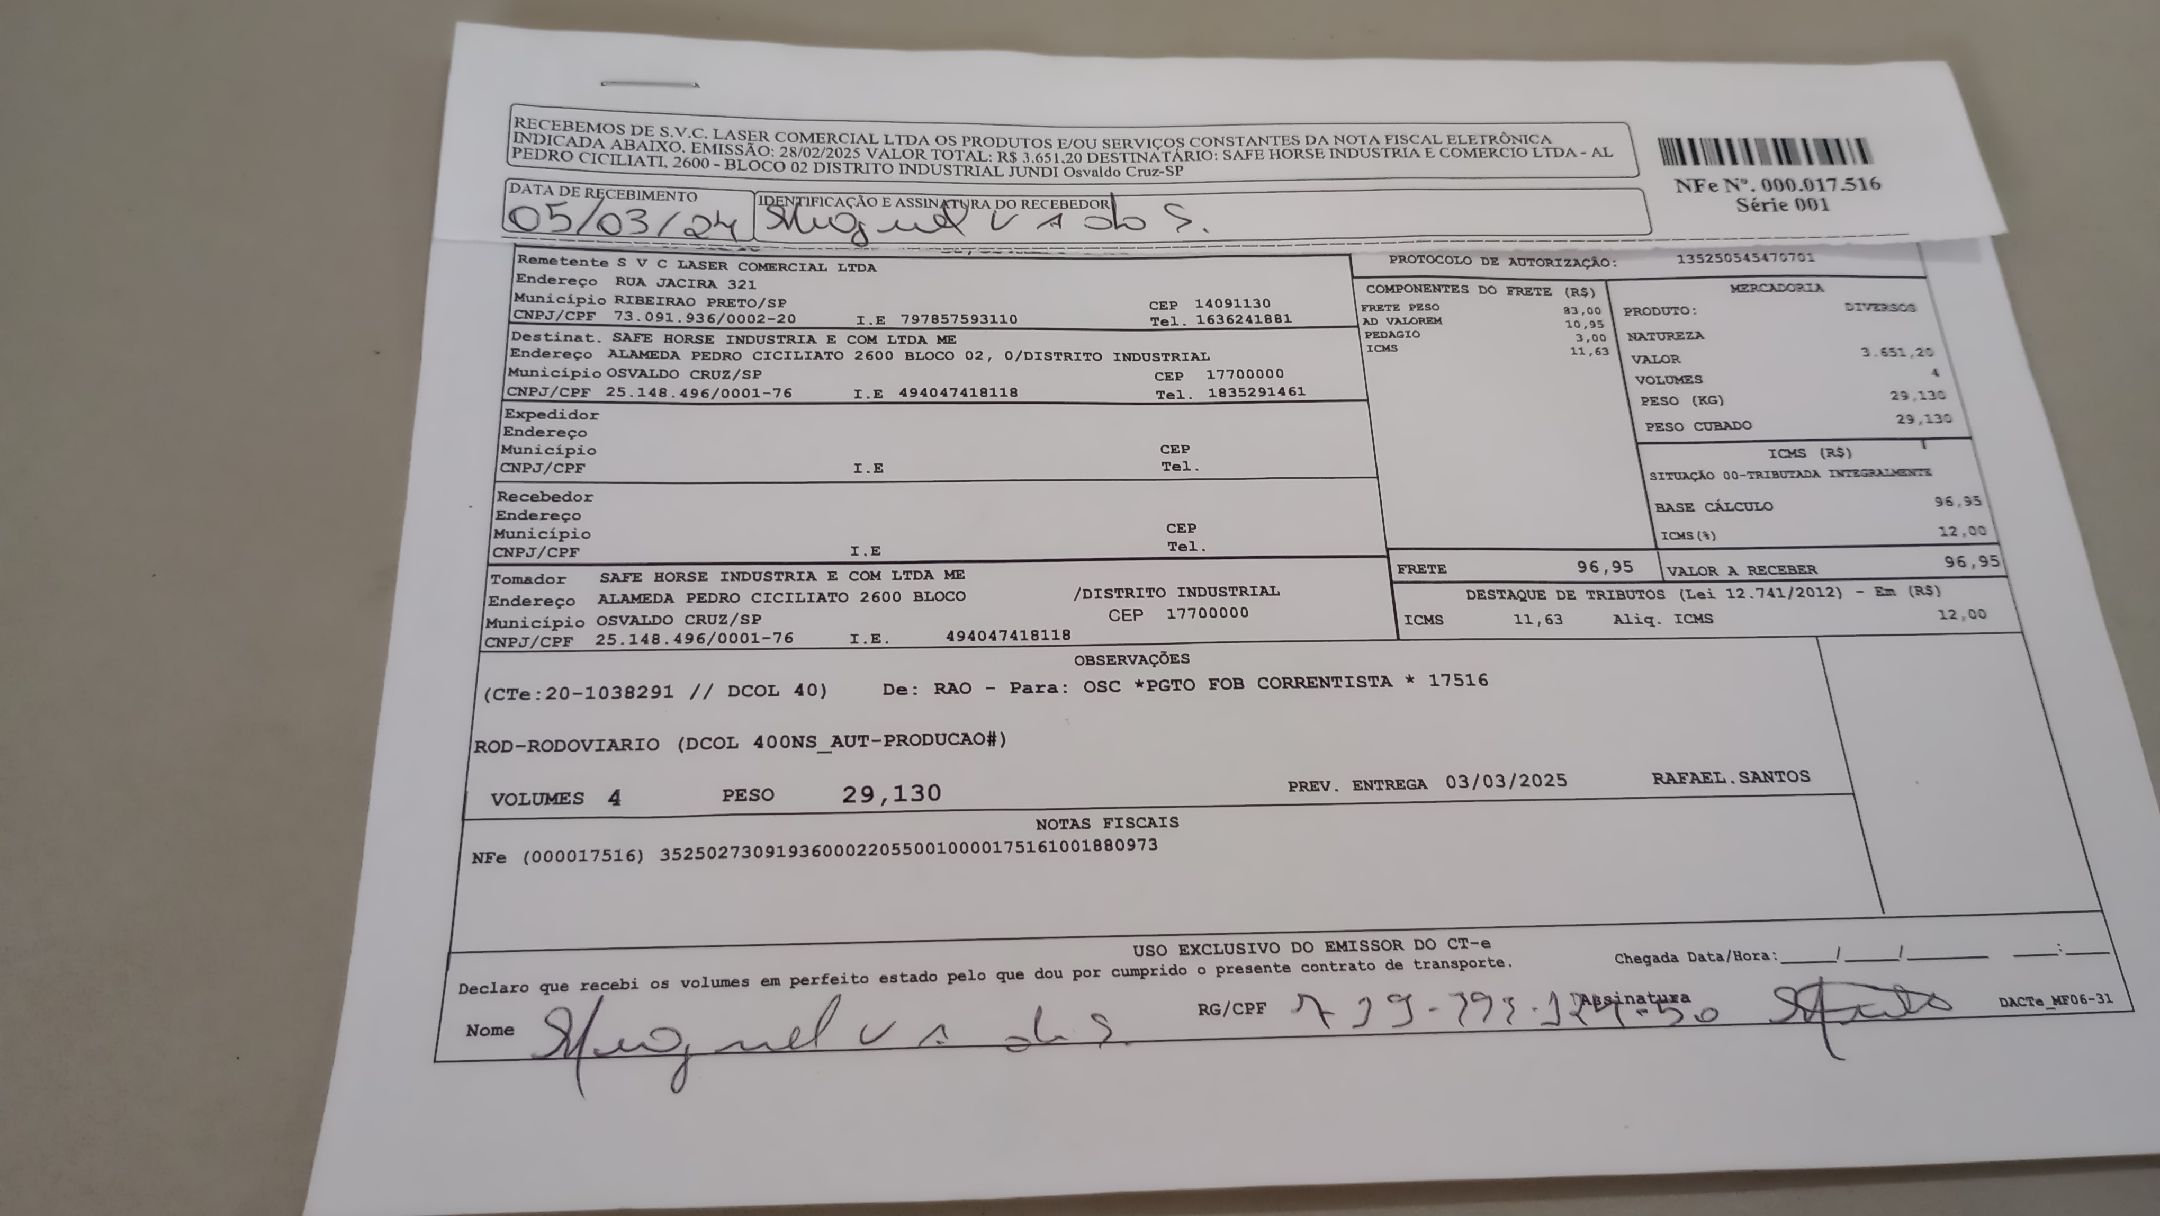 RECEBEMOS DE S.V.C. LASER COMERCIAL LTDA OS PRODUTOS E/OU SERVIÇOS CONSTANTES DA NOTA FISCAL ELETRÔNICA
INDICADA ABAIXO. EMISSÃO: 28/02/2025 VALOR TOTAL: R$ 3.651,20 DESTINATÁRIO: SAFE HORSE INDUSTRIA E COMERCIO LTDA - AL
PEDRO CICILIATI, 2600 - BLOCO 02 DISTRITO INDUSTRIAL JUNDI Osvaldo Cruz-SP
NFe Nº. 000.017.516
Série 001
DATA DE RECEBIMENTO
05/03/24
IDENTIFICAÇÃO E ASSINATURA DO RECEBEDOR
Miguel V A do S.
Remetente S V C LASER COMERCIAL LTDA
Endereço RUA JACIRA 321
Município RIBEIRAO PRETO/SP CEP 14091130
CNPJ/CPF 73.091.936/0002-20 I.E 797857593110 Tel. 1636241881
Destinat. SAFE HORSE INDUSTRIA E COM LTDA ME
Endereço ALAMEDA PEDRO CICILIATO 2600 BLOCO 02, 0/DISTRITO INDUSTRIAL
Município OSVALDO CRUZ/SP CEP 17700000
CNPJ/CPF 25.148.496/0001-76 I.E 494047418118 Tel. 1835291461
Expedidor
Endereço
Município CEP
CNPJ/CPF I.E Tel.
Recebedor
Endereço
Município CEP
CNPJ/CPF I.E Tel.
Tomador SAFE HORSE INDUSTRIA E COM LTDA ME
Endereço ALAMEDA PEDRO CICILIATO 2600 BLOCO /DISTRITO INDUSTRIAL
Município OSVALDO CRUZ/SP CEP 17700000
CNPJ/CPF 25.148.496/0001-76 I.E. 494047418118
PROTOCOLO DE AUTORIZAÇÃO: 135250545470701
COMPONENTES DO FRETE (R$)
FRETE PESO 83,00
AD VALOREM 10,95
PEDAGIO 3,00
ICMS 11,63
MERCADORIA
PRODUTO: DIVERSOS
NATUREZA
VALOR 3.651,20
VOLUMES 4
PESO (KG) 29,130
PESO CUBADO 29,130
ICMS (R$)
SITUAÇÃO 00-TRIBUTADA INTEGRALMENTE
BASE CÁLCULO 96,95
ICMS(%) 12,00
FRETE 96,95 VALOR A RECEBER 96,95
DESTAQUE DE TRIBUTOS (Lei 12.741/2012) - Em (R$)
ICMS 11,63 Aliq. ICMS 12,00
OBSERVAÇÕES
(CTe:20-1038291 // DCOL 40) De: RAO - Para: OSC *PGTO FOB CORRENTISTA * 17516
ROD-RODOVIARIO (DCOL 400NS_AUT-PRODUCAO#)
VOLUMES 4 PESO 29,130 PREV. ENTREGA 03/03/2025 RAFAEL.SANTOS
NOTAS FISCAIS
NFe (000017516) 35250273091936000220550010000175161001880973
USO EXCLUSIVO DO EMISSOR DO CT-e
Declaro que recebi os volumes em perfeito estado pelo que dou por cumprido o presente contrato de transporte.
Chegada Data/Hora:____/____/______ ___:___
Nome Miguel V A do S. RG/CPF Assinatura DACTe_MF06-31